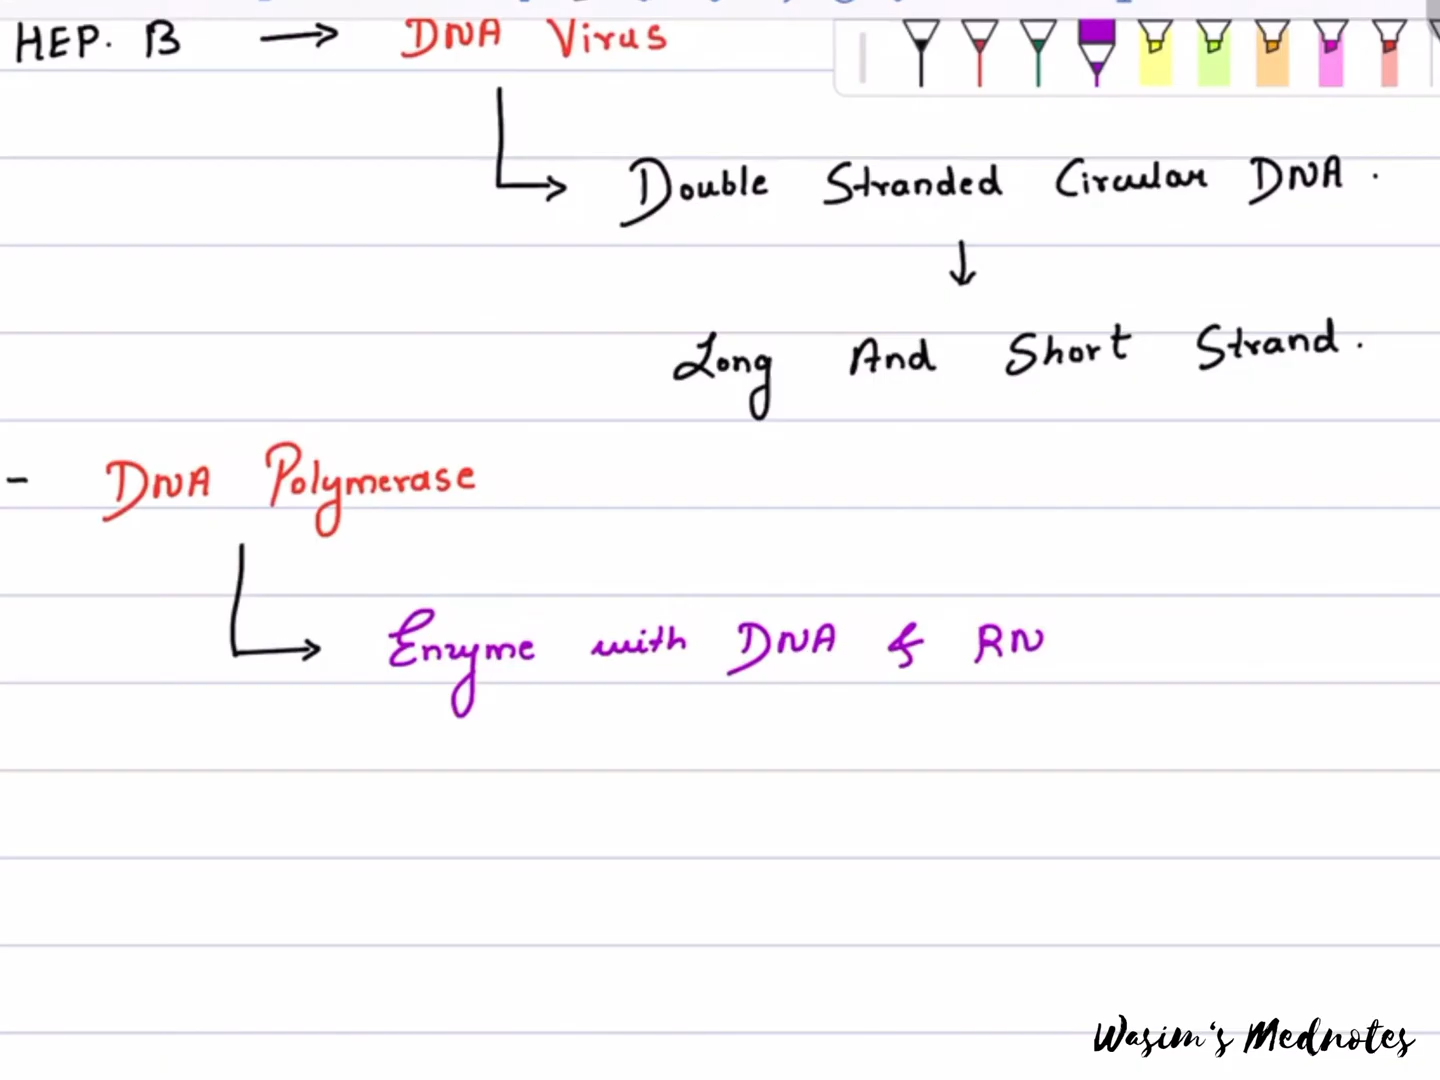 HEP. B → DNA Virus
Double Stranded Circular DNA.
↓
Long And Short Strand.
- DNA Polymerase
Enzyme with DNA & RN
Wasim's Mednotes